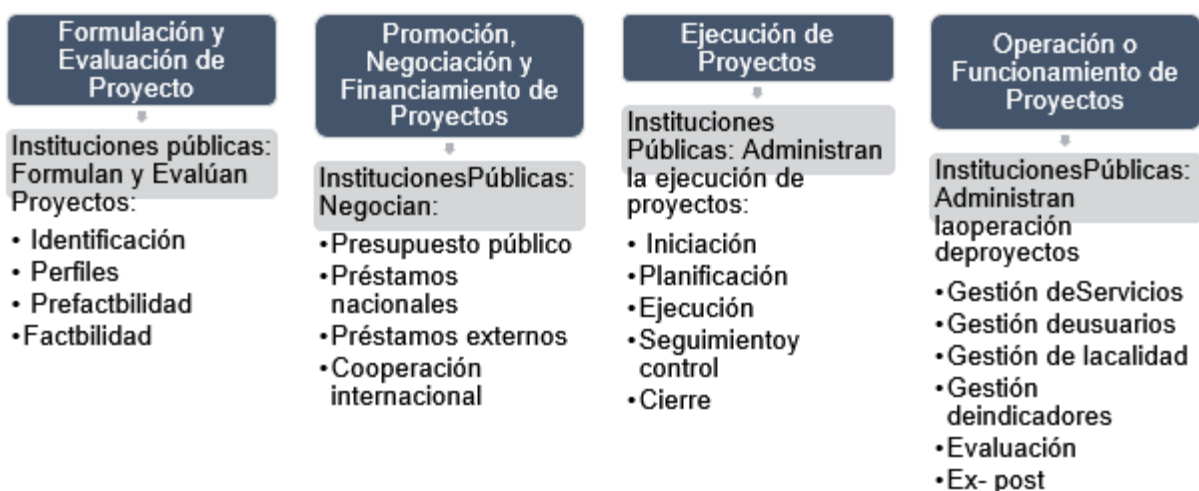 Formulación y
Evaluación de
Proyecto
Instituciones públicas:
Formulan y Evalúan
Proyectos:
• Identificación
• Perfiles
• Prefactbilidad
•Factbilidad
Promoción,
Negociación y
Financiamiento de
Proyectos
InstitucionesPúblicas:
Negocian:
•Presupuesto público
•Préstamos
nacionales
•Préstamos externos
•Cooperación
internacional
Ejecución de
Proyectos
Instituciones
Públicas: Administran
la ejecución de
proyectos:
• Iniciación
•Planificación
•Ejecución
•Seguimientoy
control
•Cierre
Operación o
Funcionamiento de
Proyectos
InstitucionesPúblicas:
Administran
laoperación
deproyectos
•Gestión deServicios
•Gestión deusuarios
•Gestión de lacalidad
•Gestión
deindicadores
•Evaluación
•Ex- post